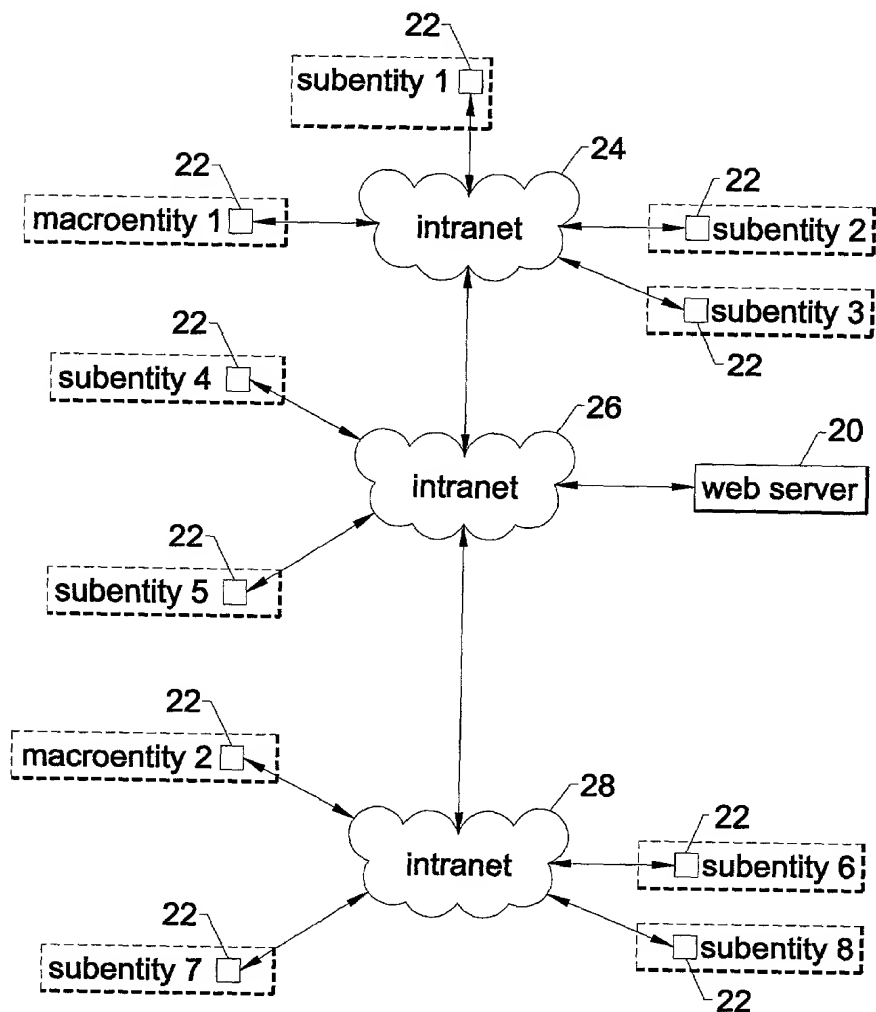 22
subentity 1
24
22
macroentity 1
intranet
22
subentity 2
subentity 3
22
22
subentity 4
26
20
intranet
web server
22
subentity 5
22
macroentity 2
28
22
intranet
subentity 6
22
subentity 7
subentity 8
22